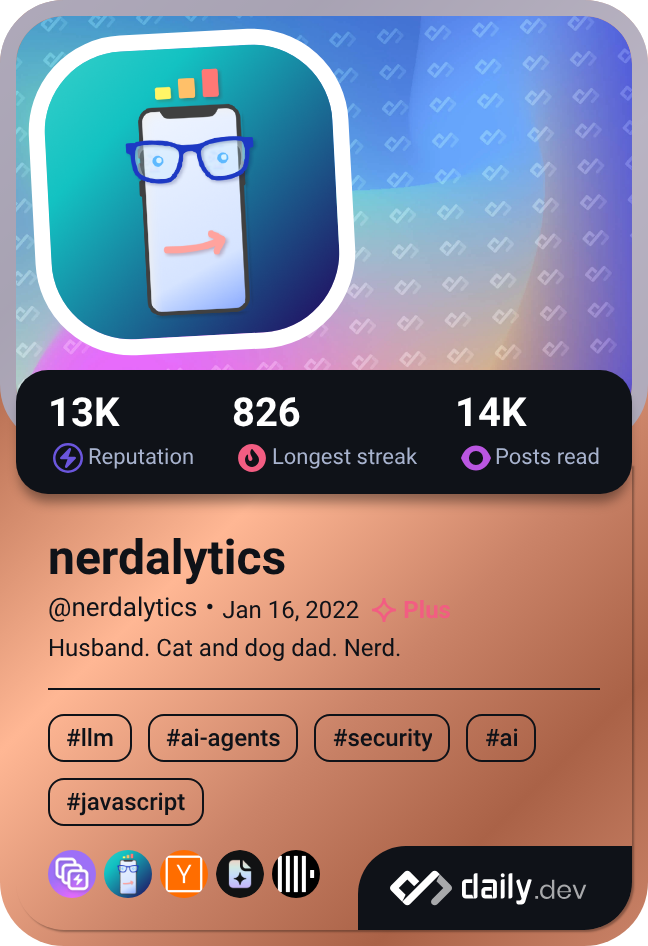 13K 826 14K
Reputation Longest streak Posts read
nerdalytics
@nerdalytics • Jan 16, 2022 Plus
Husband. Cat and dog dad. Nerd.
#llm #ai-agents #security #ai
#javascript
Y
daily.dev